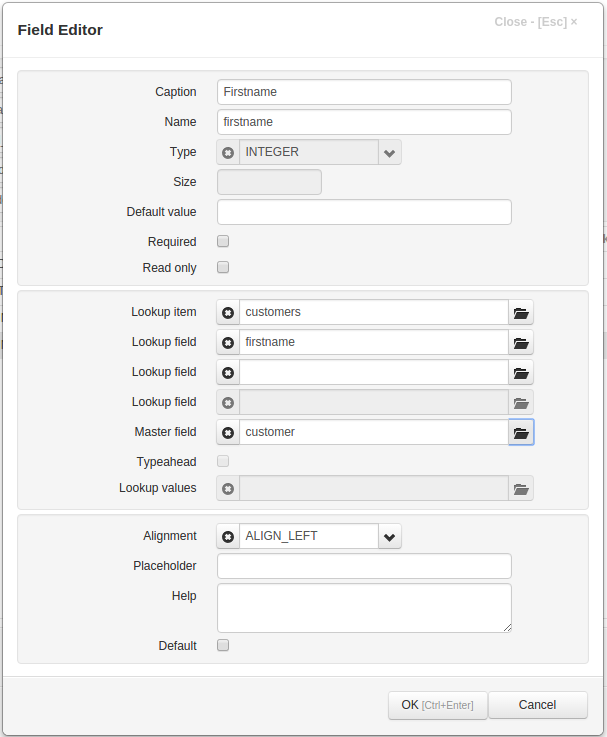 Close - [Esc] ×
Field Editor
Caption Firstname
Name firstname
Type INTEGER
Size
Default value
Required
Read only
Lookup item customers
Lookup field firstname
Lookup field
Lookup field
Master field customer
Typeahead
Lookup values
Alignment ALIGN_LEFT
Placeholder
Help
Default
OK [Ctrl+Enter] Cancel